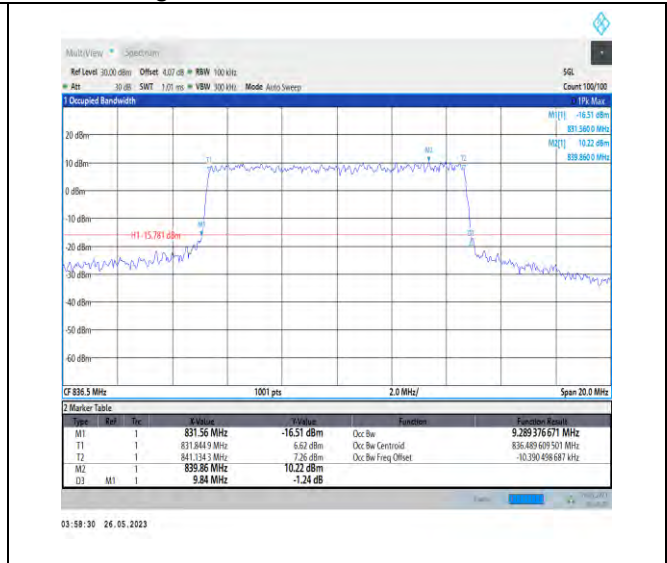 MultiView Spectrum
Ref Level 30.00 dBm Offset 4.07 dB RBW 100 kHz SGL
Att 30 dB SWT 1.01 ms VBW 300 kHz Mode Auto Sweep Count 100/100
1 Occupied Bandwidth 1Pk Max
M1[1] -16.51 dBm
831.560 0 MHz
M2[1] 10.22 dBm
839.860 0 MHz
20 dBm
10 dBm
0 dBm
-10 dBm
-20 dBm
-30 dBm
-40 dBm
-50 dBm
-60 dBm
T1
M2
T2
M1
D3
H1 -15.781 dBm
CF 836.5 MHz 1001 pts 2.0 MHz/ Span 20.0 MHz
2 Marker Table
Type Ref Trc X-Value Y-Value Function Function Result
M1 1 831.56 MHz -16.51 dBm Occ Bw 9.289 376 671 MHz
T1 1 831.844 9 MHz 6.62 dBm Occ Bw Centroid 836.489 609 501 MHz
T2 1 841.134 3 MHz 7.26 dBm Occ Bw Freq Offset -10.390 498 687 kHz
M2 1 839.86 MHz 10.22 dBm
D3 M1 1 9.84 MHz -1.24 dB
03:58:30 26.05.2023